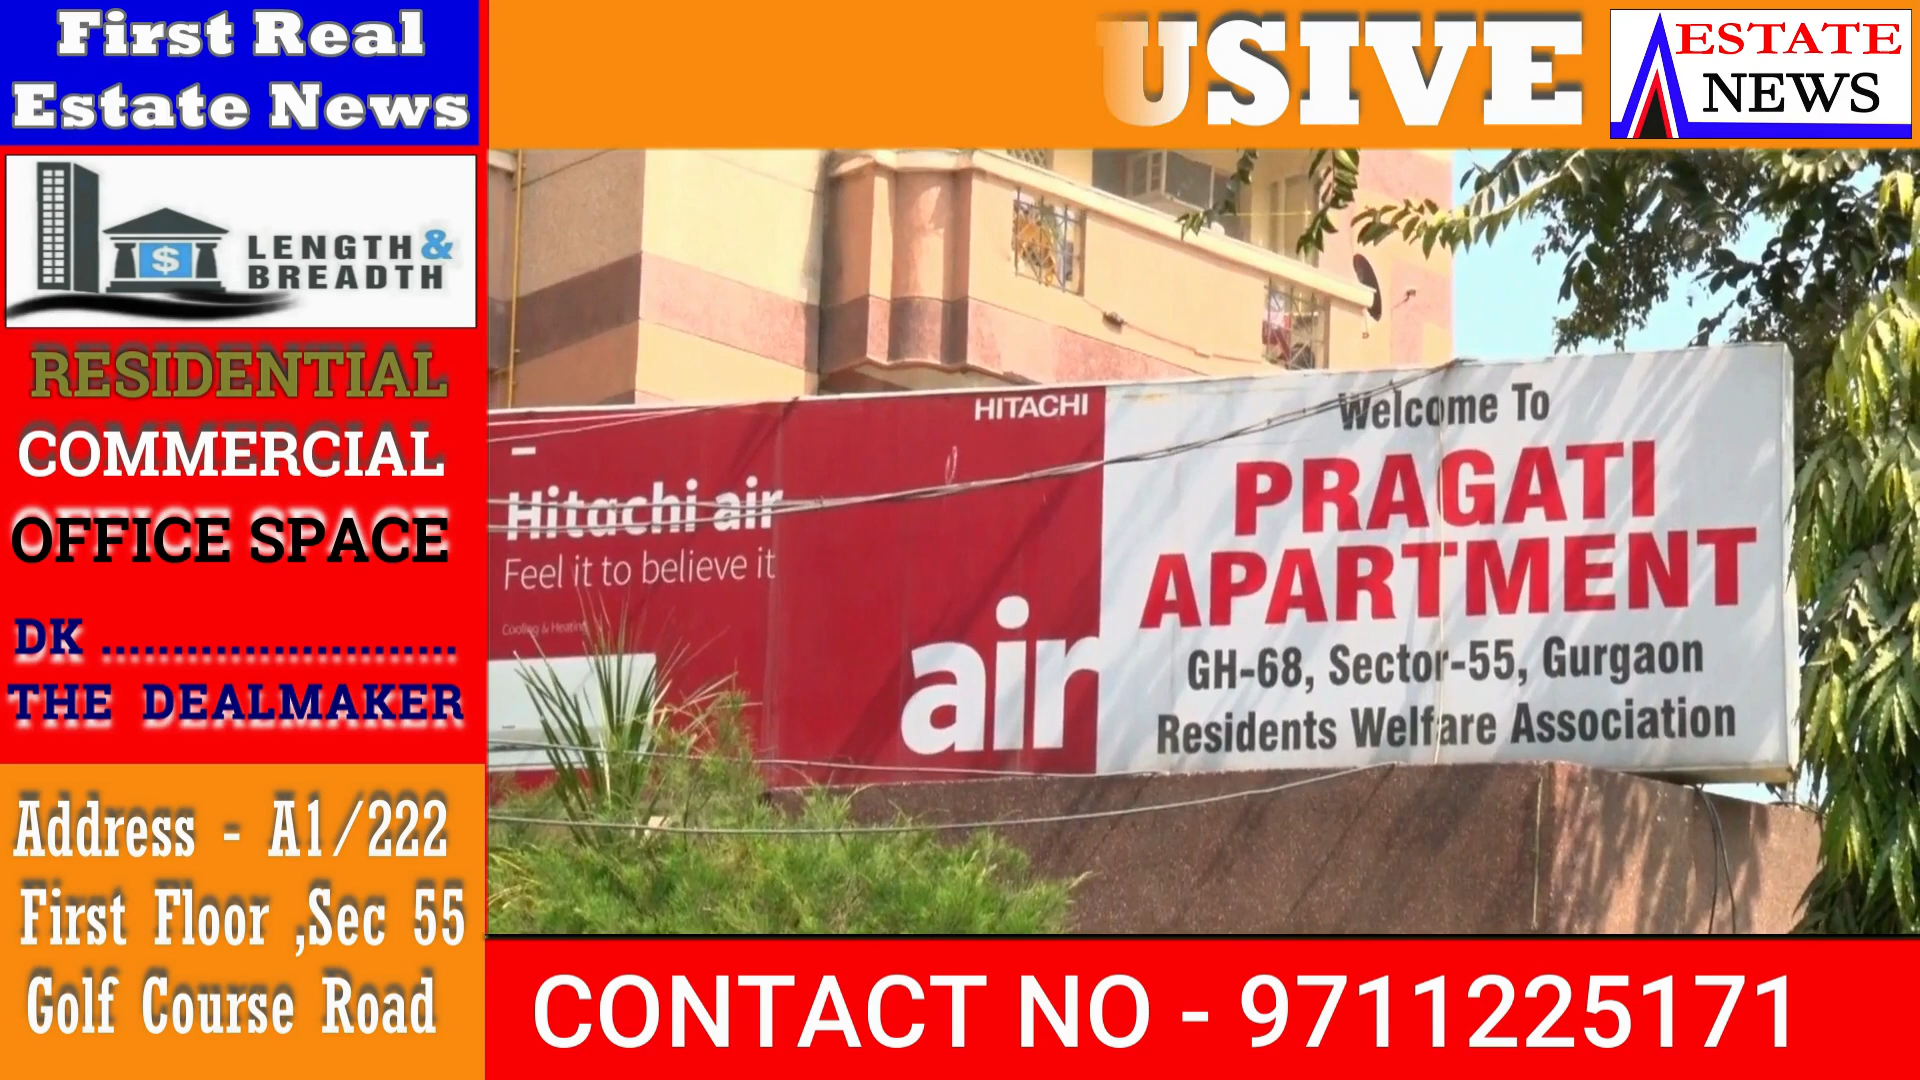 First Real
Estate News
LENGTH &
BREADTH
RESIDENTIAL
COMMERCIAL
OFFICE SPACE
DK .........................
THE DEALMAKER
Address - A1/222
First Floor ,Sec 55
Golf Course Road
USIVE
ESTATE
NEWS
HITACHI
Hitachi air
Feel it to believe it
Cooling & Heating
air
Welcome To
PRAGATI
APARTMENT
GH-68, Sector-55, Gurgaon
Residents Welfare Association
CONTACT NO - 9711225171